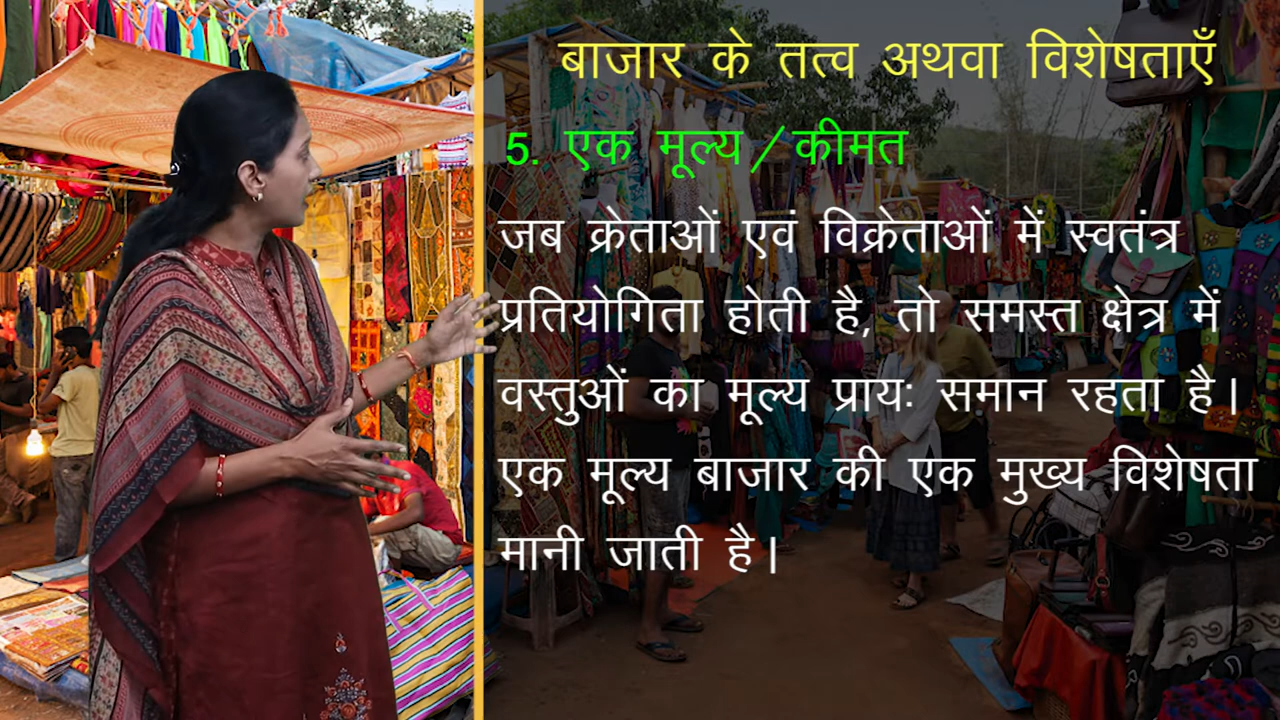 बाजार के तत्व अथवा विशेषताएँ
5. एक मूल्य/कीमत
जब क्रेताओं एवं विक्रेताओं में स्वतंत्र
प्रतियोगिता होती है, तो समस्त क्षेत्र में
वस्तुओं का मूल्य प्रायः समान रहता है।
एक मूल्य बाजार की एक मुख्य विशेषता
मानी जाती है।